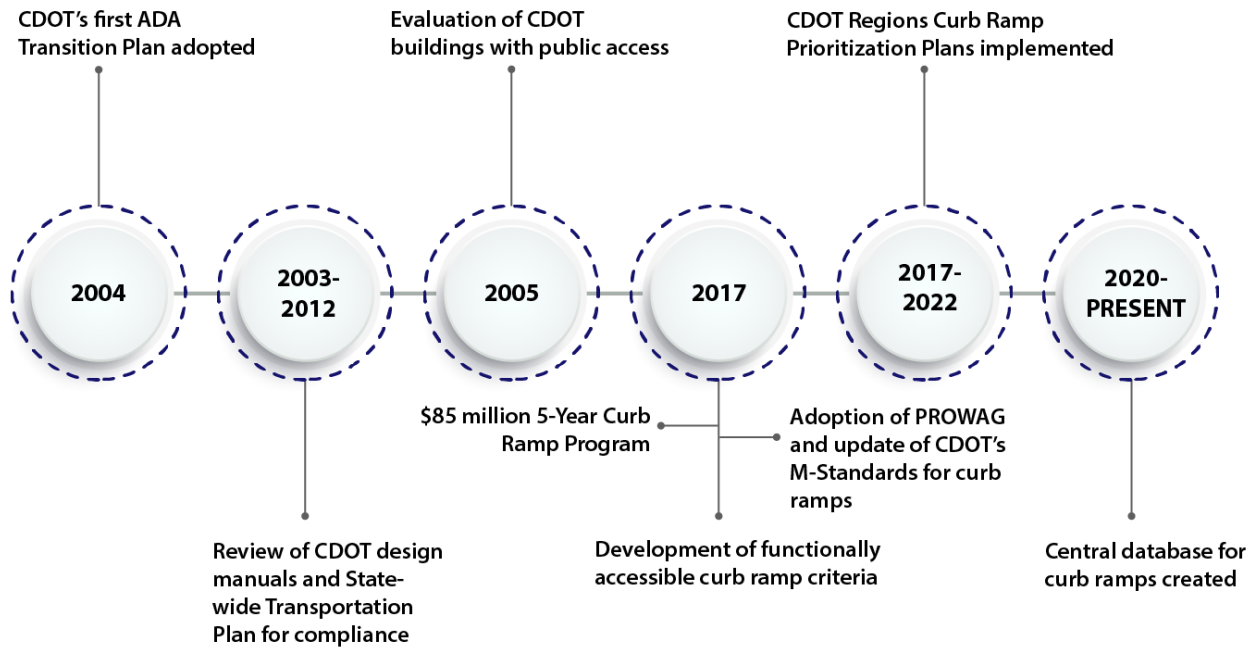 CDOT's first ADA
Transition Plan adopted
Evaluation of CDOT
buildings with public access
CDOT Regions Curb Ramp
Prioritization Plans implemented
2004
2003-
2012
2005
2017
2017-
2022
2020-
PRESENT
$85 million 5-Year Curb
Ramp Program
Adoption of PROWAG
and update of CDOT's
M-Standards for curb
ramps
Review of CDOT design
manuals and State-
wide Transportation
Plan for compliance
Development of functionally
accessible curb ramp criteria
Central database for
curb ramps created